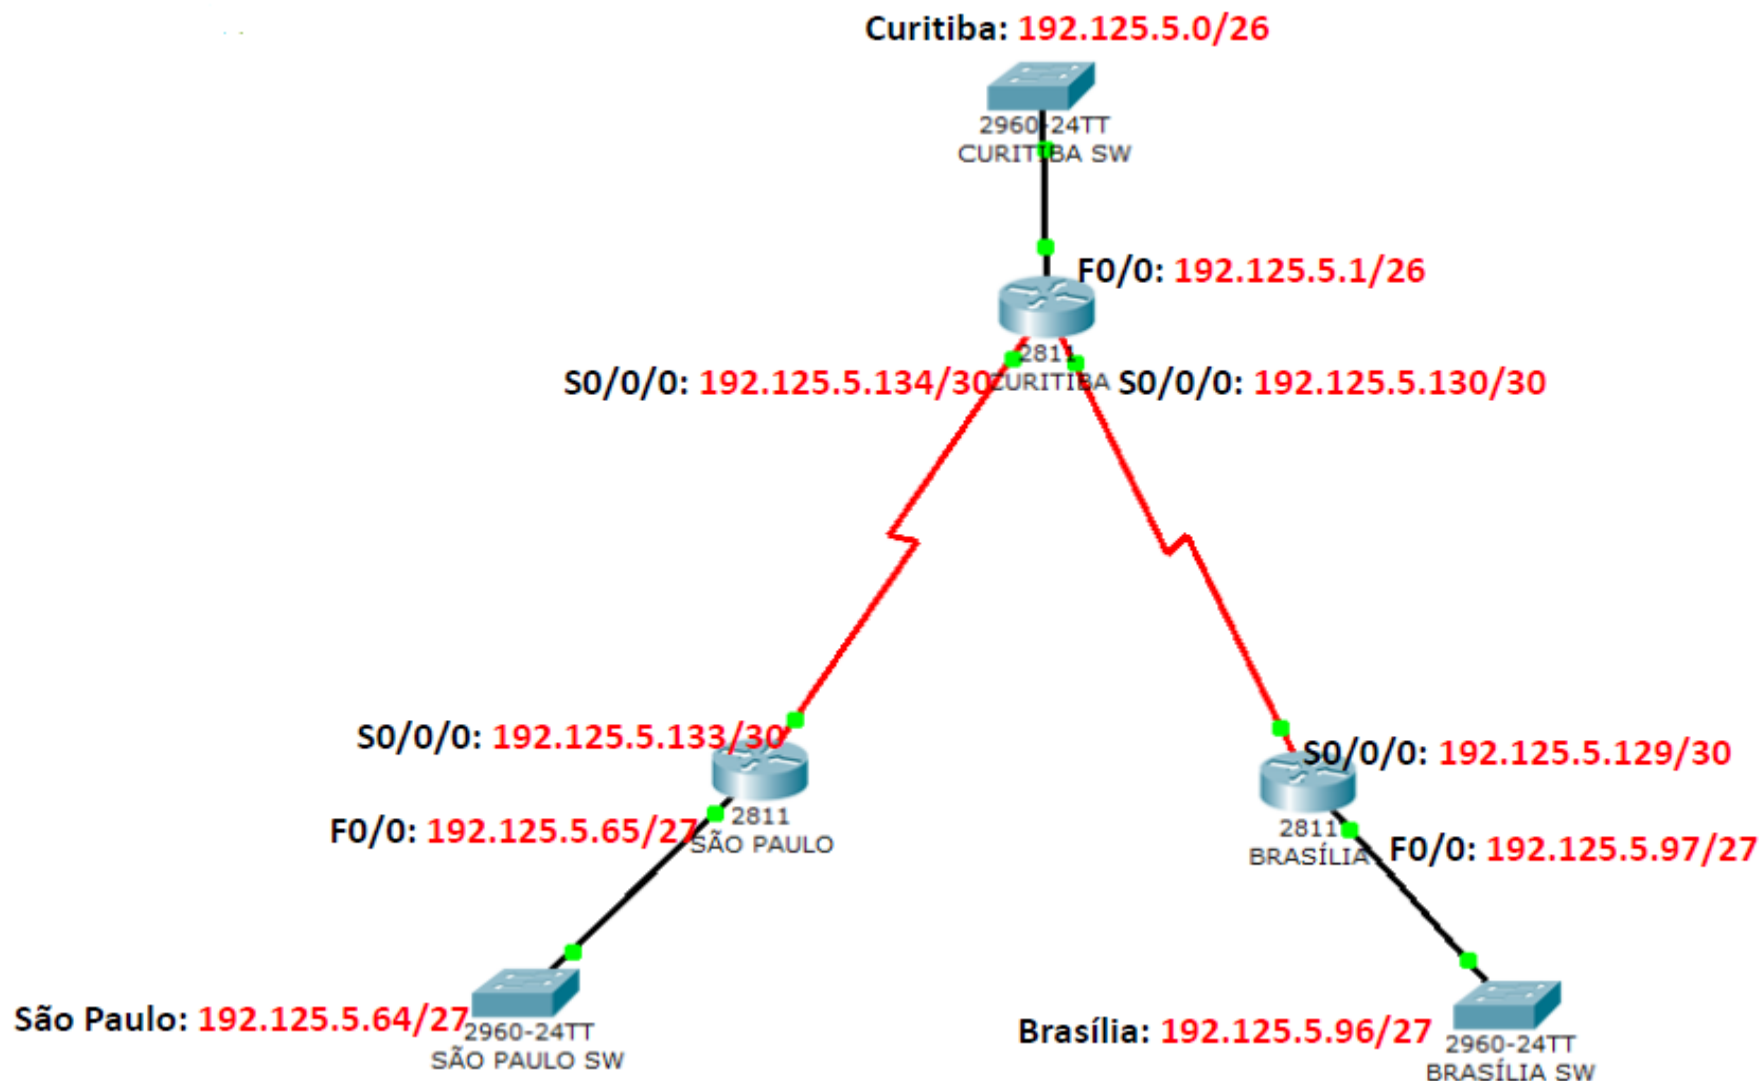 Curitiba: 192.125.5.0/26
2960-24TT
CURITIBA SW
F0/0: 192.125.5.1/26
2811
CURITIBA
S0/0/0: 192.125.5.134/30
S0/0/0: 192.125.5.130/30
S0/0/0: 192.125.5.133/30
S0/0/0: 192.125.5.129/30
2811
SÃO PAULO
F0/0: 192.125.5.65/27
2811
BRASÍLIA
F0/0: 192.125.5.97/27
São Paulo: 192.125.5.64/27
2960-24TT
SÃO PAULO SW
Brasília: 192.125.5.96/27
2960-24TT
BRASÍLIA SW